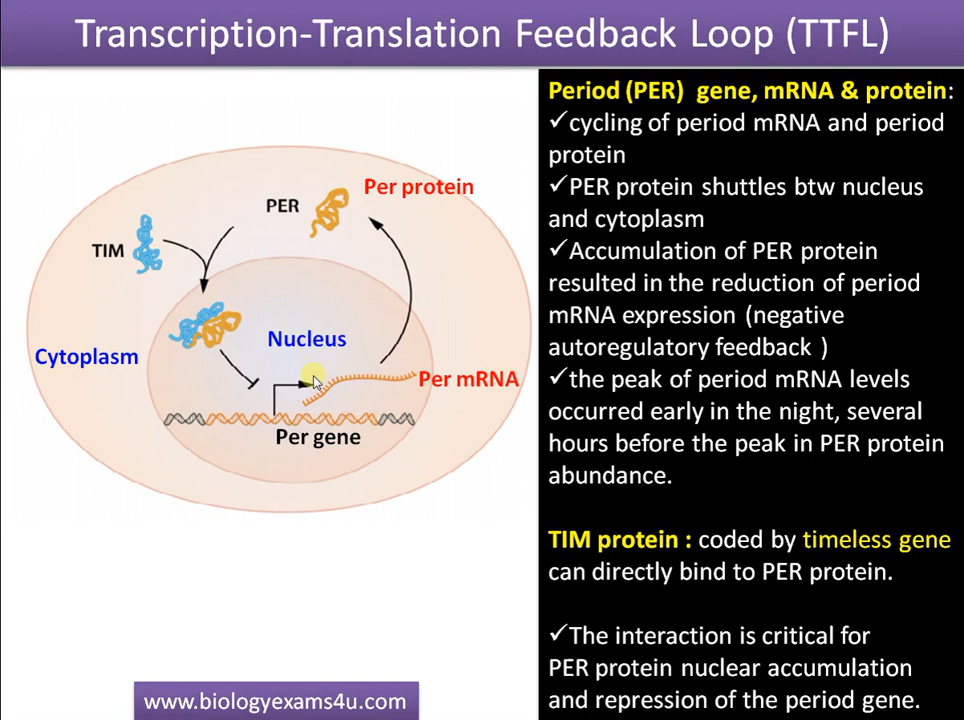 Transcription-Translation Feedback Loop (TTFL)
Per protein
PER
TIM
Nucleus
Cytoplasm
Per mRNA
Per gene
www.biologyexams4u.com
Period (PER) gene, mRNA & protein:
✓cycling of period mRNA and period
protein
✓PER protein shuttles btw nucleus
and cytoplasm
✓Accumulation of PER protein
resulted in the reduction of period
mRNA expression (negative
autoregulatory feedback )
✓the peak of period mRNA levels
occurred early in the night, several
hours before the peak in PER protein
abundance.
TIM protein : coded by timeless gene
can directly bind to PER protein.
✓The interaction is critical for
PER protein nuclear accumulation
and repression of the period gene.